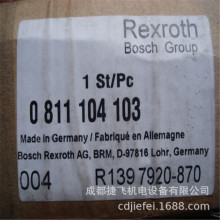 Rexroth
Bosch Group
1 St/Pc
0 811 104 103
Made in Germany / Fabriqué en Allemagne
Bosch Rexroth AG, BRM, D-97816 Lohr, Germany
004 R139 7920-870
成都捷飞机电设备有限公司
cdjiefei.1688.com